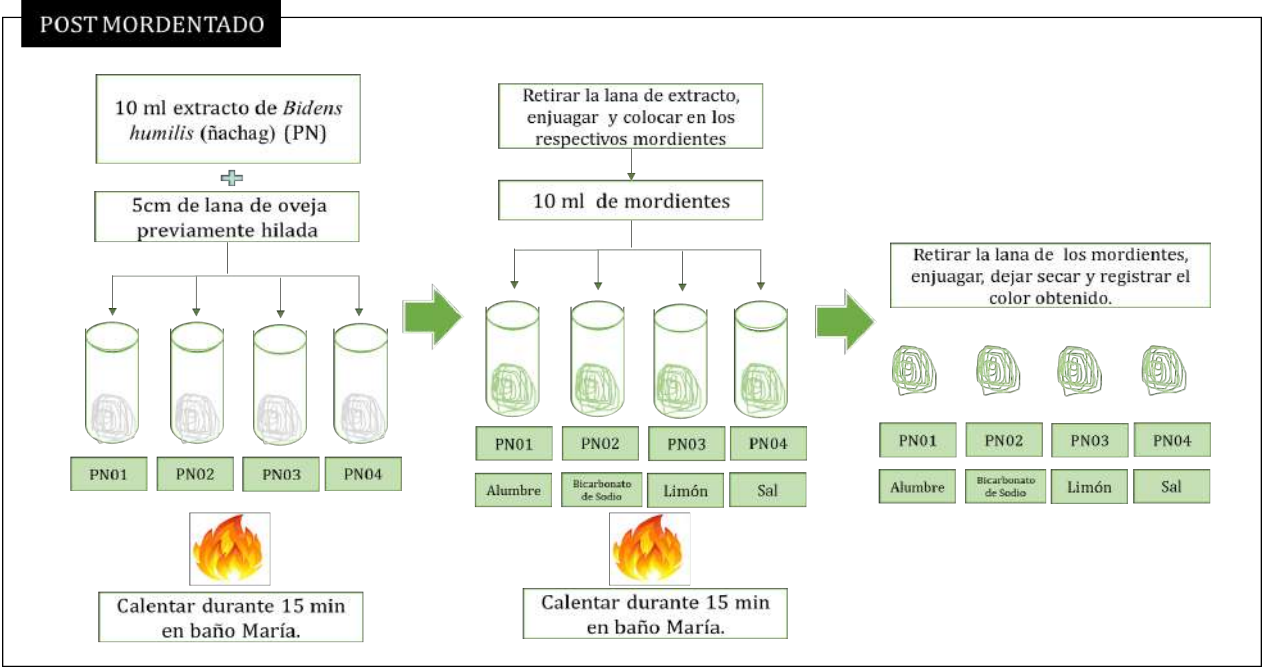 POST MORDENTADO
10 ml extracto de Bidens
humilis (ñachag) (PN)
5cm de lana de oveja
previamente hilada
PN01
PN02
PN03
PN04
Calentar durante 15 min
en baño María.
Retirar la lana de extracto,
enjuagar y colocar en los
respectivos mordientes
10 ml de mordientes
PN01
PN02
PN03
PN04
Alumbre
Bicarbonato
de Sodio
Limón
Sal
Calentar durante 15 min
en baño María.
Retirar la lana de los mordientes,
enjuagar, dejar secar y registrar el
color obtenido.
PN01
PN02
PN03
PN04
Alumbre
Bicarbonato
de Sodio
Limón
Sal